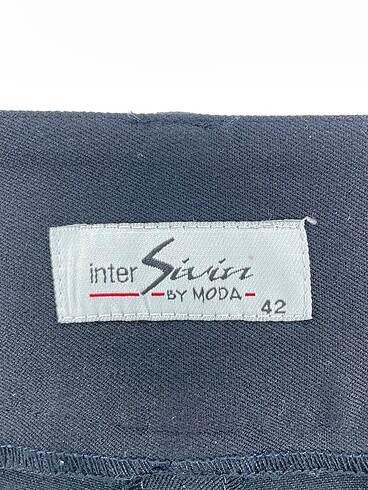 inter Sivin
BY MODA
42